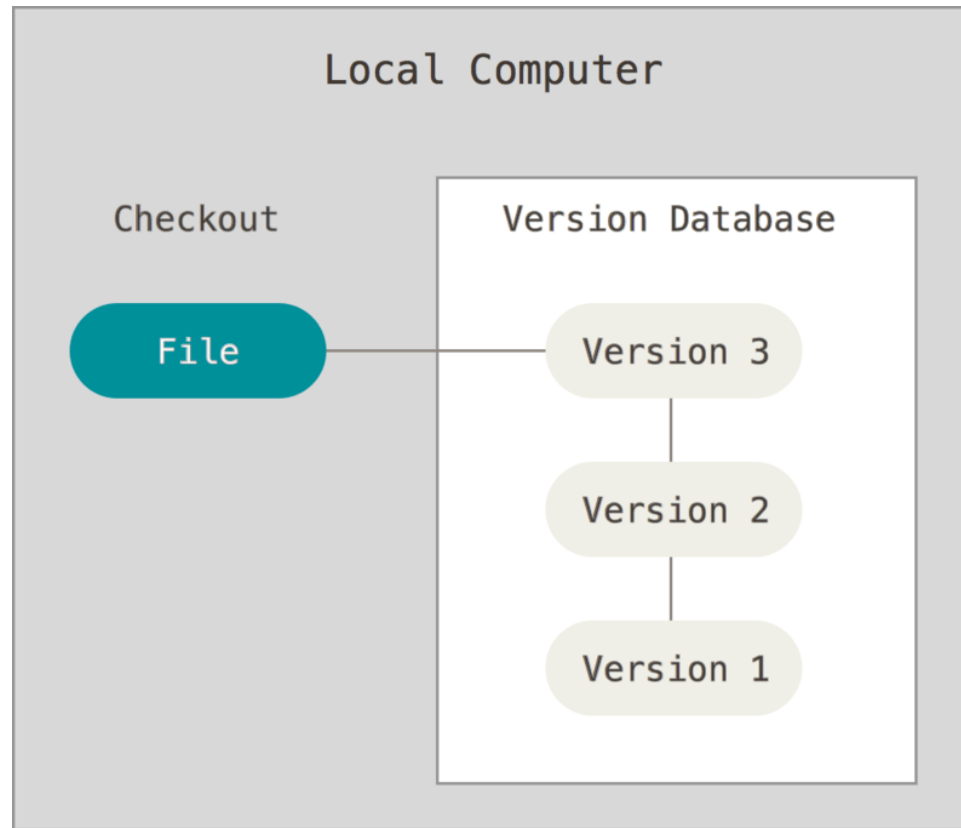 Local Computer
Checkout
Version Database
File
Version 3
Version 2
Version 1